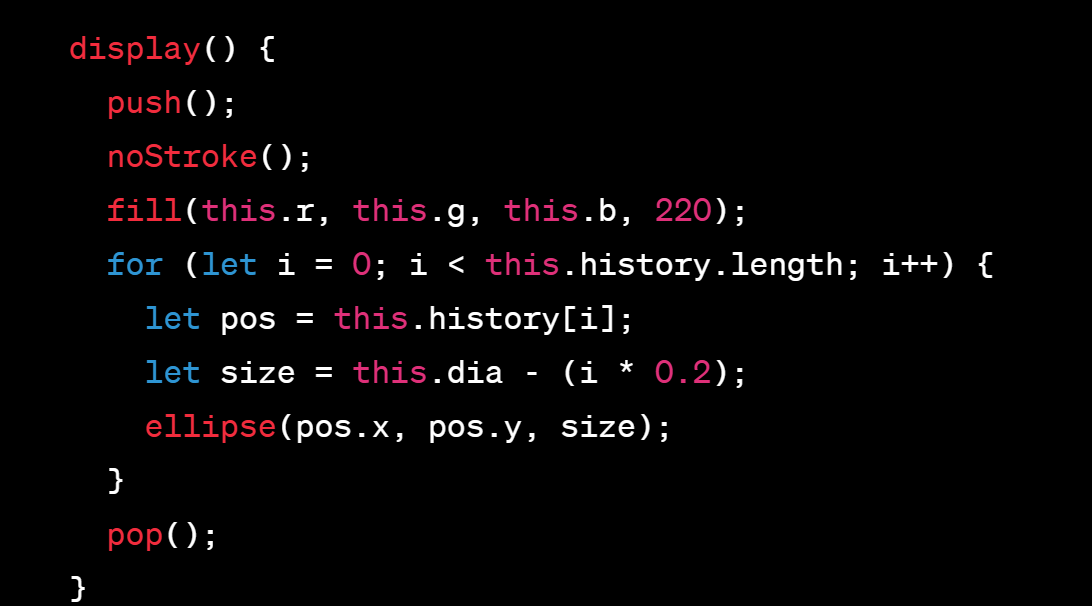 display() {
  push();
  noStroke();
  fill(this.r, this.g, this.b, 220);
  for (let i = 0; i < this.history.length; i++) {
    let pos = this.history[i];
    let size = this.dia - (i * 0.2);
    ellipse(pos.x, pos.y, size);
  }
  pop();
}